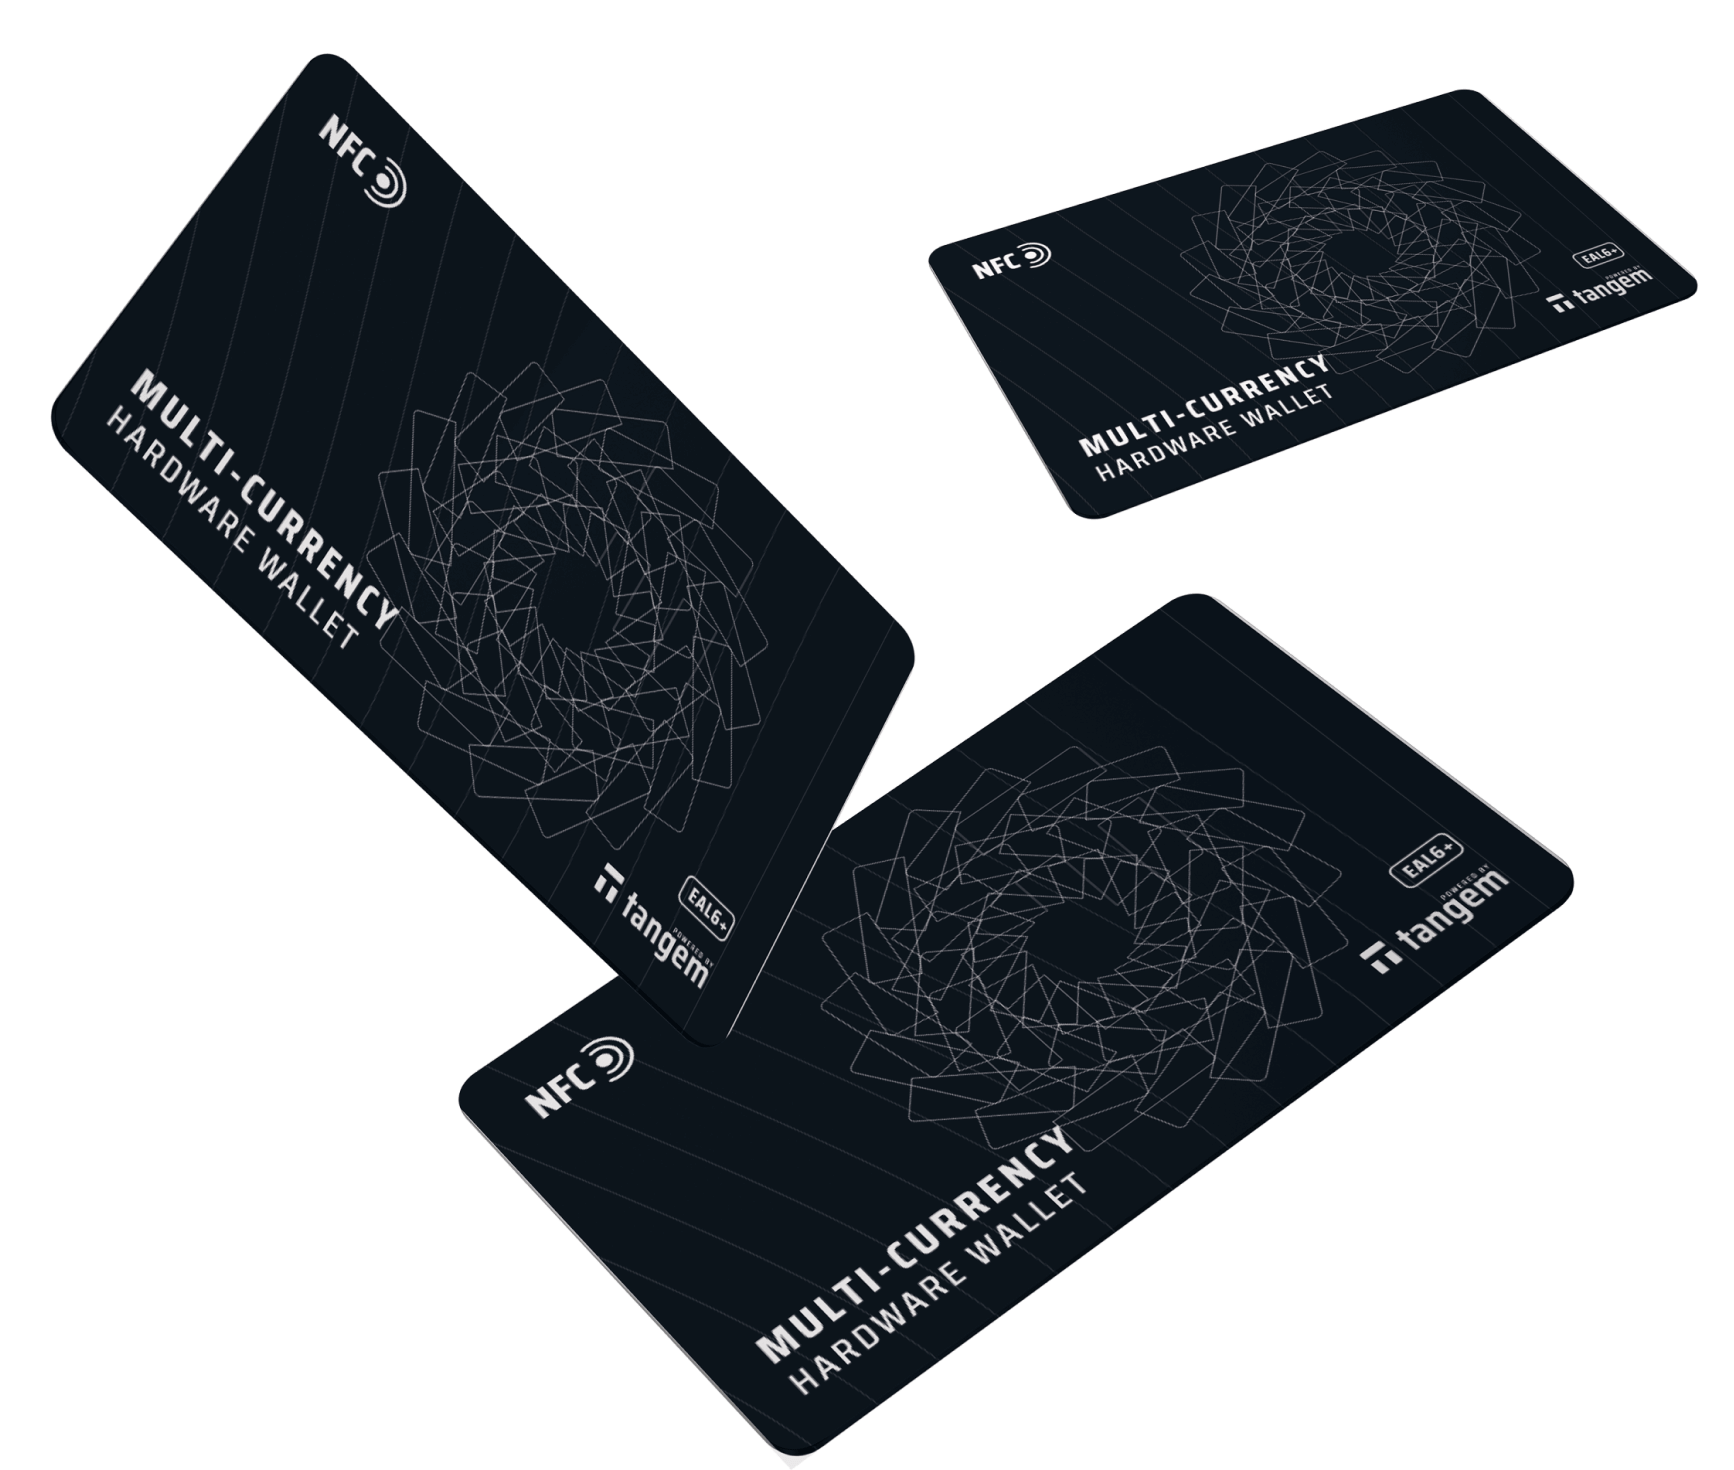 NFC
MULTI-CURRENCY
HARDWARE WALLET
EAL6+
POWERED BY
tangem
NFC
EAL6+
POWERED BY
tangem
MULTI-CURRENCY
HARDWARE WALLET
EAL6+
POWERED BY
tangem
NFC
MULTI-CURRENCY
HARDWARE WALLET